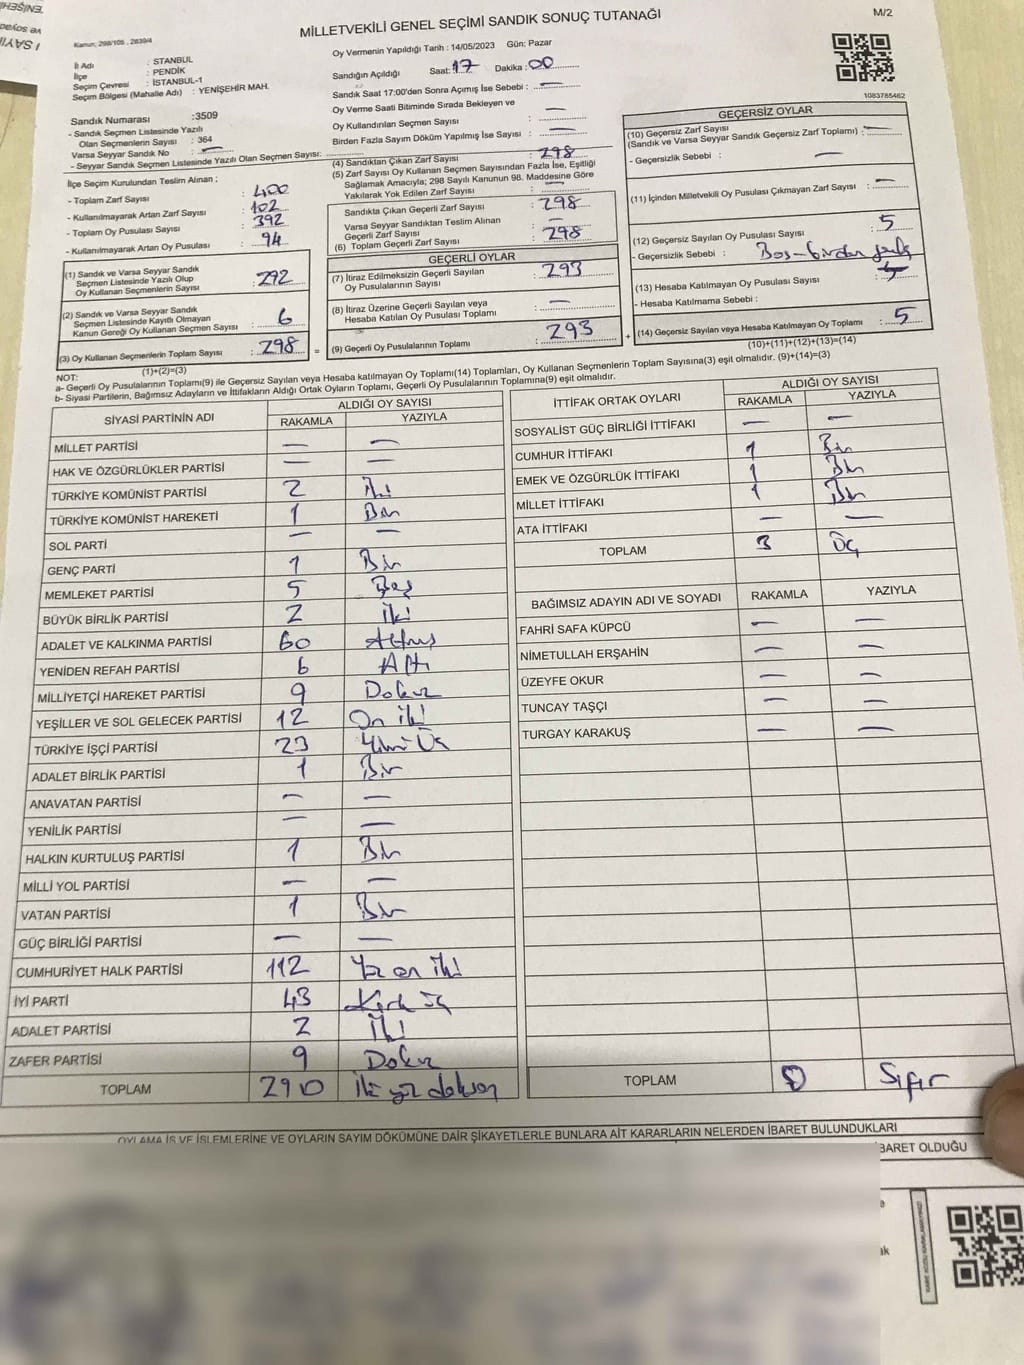 MİLLETVEKİLİ GENEL SEÇİMİ SANDIK SONUÇ TUTANAĞI
M/2
Kanun; 298/105 , 2839/4
Oy Vermenin Yapıldığı Tarih : 14/05/2023 Gün: Pazar
İl Adı : STANBUL
İlçe : PENDİK
Seçim Çevresi : İSTANBUL-1
Seçim Bölgesi (Mahalle Adı) : YENİŞEHİR MAH.
Sandığın Açıldığı Saat: 17 Dakika : 00
Sandık Saat 17:00'den Sonra Açımış İse Sebebi : —
Oy Verme Saati Bitiminde Sırada Bekleyen ve
Oy Kullandırılan Seçmen Sayısı : —
Birden Fazla Sayım Döküm Yapılmış İse Sayısı : —
1083785462
Sandık Numarası :3509
- Sandık Seçmen Listesinde Yazılı
Olan Seçmenlerin Sayısı : 364
Varsa Seyyar Sandık No : —
- Seyyar Sandık Seçmen Listesinde Yazılı Olan Seçmen Sayısı:
İlçe Seçim Kurulundan Teslim Alınan ;
- Toplam Zarf Sayısı : 400
- Kullanılmayarak Artan Zarf Sayısı : 102
- Toplam Oy Pusulası Sayısı : 392
- Kullanılmayarak Artan Oy Pusulası : 94
(1) Sandık ve Varsa Seyyar Sandık
Seçmen Listesinde Yazılı Olup
Oy Kullanan Seçmenlerin Sayısı : 292
(2) Sandık ve Varsa Seyyar Sandık
Seçmen Listesinde Kayıtlı Olmayan
Kanun Gereği Oy Kullanan Seçmen Sayısı : 6
(3) Oy Kullanan Seçmenlerin Toplam Sayısı : 298
(1)+(2)=(3)
(4) Sandıktan Çıkan Zarf Sayısı : 298
(5) Zarf Sayısı Oy Kullanan Seçmen Sayısından Fazla İse, Eşitliği
Sağlamak Amacıyla; 298 Sayılı Kanunun 98. Maddesine Göre
Yakılarak Yok Edilen Zarf Sayısı : —
Sandıkta Çıkan Geçerli Zarf Sayısı : 298
Varsa Seyyar Sandıktan Teslim Alınan
Geçerli Zarf Sayısı : —
(6) Toplam Geçerli Zarf Sayısı : 298
GEÇERLİ OYLAR
(7) İtiraz Edilmeksizin Geçerli Sayılan
Oy Pusulalarının Sayısı : 293
(8) İtiraz Üzerine Geçerli Sayılan veya
Hesaba Katılan Oy Pusulası Toplamı : —
(9) Geçerli Oy Pusulalarının Toplamı : 293
GEÇERSİZ OYLAR
(10) Geçersiz Zarf Sayısı
(Sandık ve Varsa Seyyar Sandık Geçersiz Zarf Toplamı) : —
- Geçersizlik Sebebi : —
(11) İçinden Milletvekili Oy Pusulası Çıkmayan Zarf Sayısı : —
(12) Geçersiz Sayılan Oy Pusulası Sayısı : 5
- Geçersizlik Sebebi : Boş-birden fazla
(13) Hesaba Katılmayan Oy Pusulası Sayısı :
- Hesaba Katılmama Sebebi :
(14) Geçersiz Sayılan veya Hesaba Katılmayan Oy Toplamı : 5
(10)+(11)+(12)+(13)=(14)
NOT:
a- Geçerli Oy Pusulalarının Toplamı(9) ile Geçersiz Sayılan veya Hesaba Katılmayan Oy Toplamı(14) Toplamları, Oy Kullanan Seçmenlerin Toplam Sayısına(3) eşit olmalıdır. (9)+(14)=(3)
b- Siyasi Partilerin, Bağımsız Adayların ve İttifakların Aldığı Ortak Oyların Toplamı, Geçerli Oy Pusulalarının Toplamına(9) eşit olmalıdır.
SİYASİ PARTİNİN ADI ALDIĞI OY SAYISI
RAKAMLA YAZIYLA
MİLLET PARTİSİ — —
HAK VE ÖZGÜRLÜKLER PARTİSİ — —
TÜRKİYE KOMÜNİST PARTİSİ 2 İki
TÜRKİYE KOMÜNİST HAREKETİ 1 Bir
SOL PARTİ — —
GENÇ PARTİ 1 Bir
MEMLEKET PARTİSİ 5 Beş
BÜYÜK BİRLİK PARTİSİ 2 İki
ADALET VE KALKINMA PARTİSİ 60 Altmış
YENİDEN REFAH PARTİSİ 6 Altı
MİLLİYETÇİ HAREKET PARTİSİ 9 Dokuz
YEŞİLLER VE SOL GELECEK PARTİSİ 12 On iki
TÜRKİYE İŞÇİ PARTİSİ 23 Yirmi Üç
ADALET BİRLİK PARTİSİ 1 Bir
ANAVATAN PARTİSİ — —
YENİLİK PARTİSİ — —
HALKIN KURTULUŞ PARTİSİ 1 Bir
MİLLİ YOL PARTİSİ — —
VATAN PARTİSİ 1 Bir
GÜÇ BİRLİĞİ PARTİSİ — —
CUMHURİYET HALK PARTİSİ 112 Yüz on iki
İYİ PARTİ 43 Kırk üç
ADALET PARTİSİ 2 İki
ZAFER PARTİSİ 9 Dokuz
TOPLAM 290 İki yüz doksan
İTTİFAK ORTAK OYLARI ALDIĞI OY SAYISI
RAKAMLA YAZIYLA
SOSYALİST GÜÇ BİRLİĞİ İTTİFAKI — —
CUMHUR İTTİFAKI 1 Bir
EMEK VE ÖZGÜRLÜK İTTİFAKI 1 Bir
MİLLET İTTİFAKI 1 Bir
ATA İTTİFAKI — —
TOPLAM 3 Üç
BAĞIMSIZ ADAYIN ADI VE SOYADI RAKAMLA YAZIYLA
FAHRİ SAFA KÜPCÜ — —
NİMETULLAH ERŞAHİN — —
ÜZEYFE OKUR — —
TUNCAY TAŞÇI — —
TURGAY KARAKUŞ — —
TOPLAM 0 Sıfır
OYLAMA İŞ VE İŞLEMLERİNE VE OYLARIN SAYIM DÖKÜMÜNE DAİR ŞİKAYETLERLE BUNLARA AİT KARARLARIN NELERDEN İBARET BULUNDUKLARI
İBARET OLDUĞU